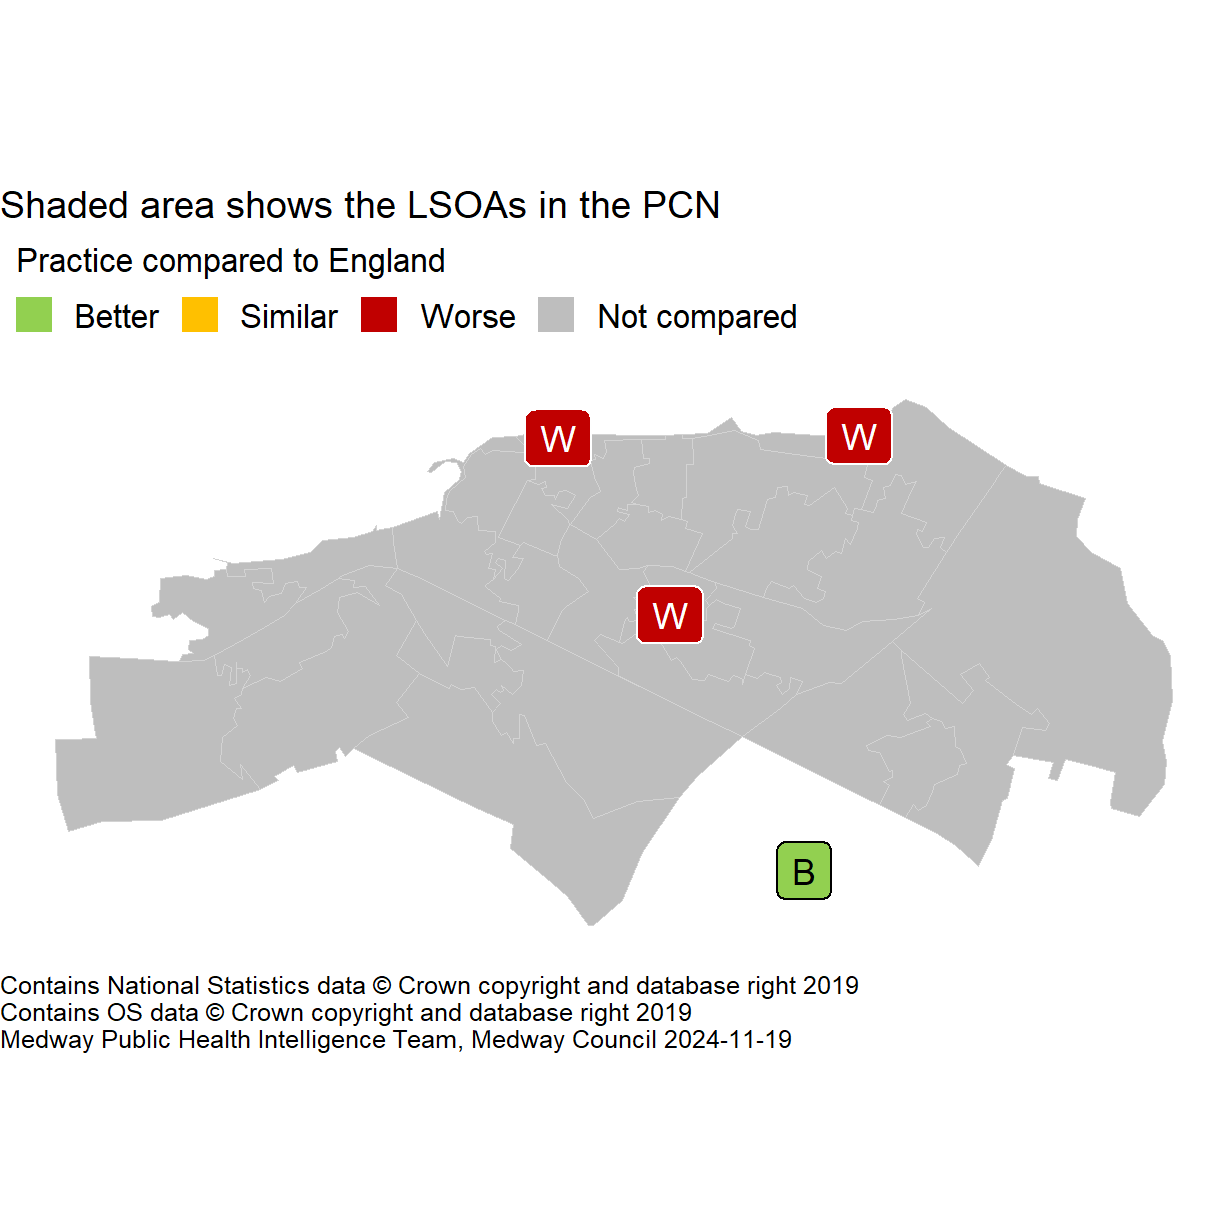 Shaded area shows the LSOAs in the PCN
Practice compared to England
Better Similar Worse Not compared
W W
W
B
Contains National Statistics data © Crown copyright and database right 2019
Contains OS data © Crown copyright and database right 2019
Medway Public Health Intelligence Team, Medway Council 2024-11-19